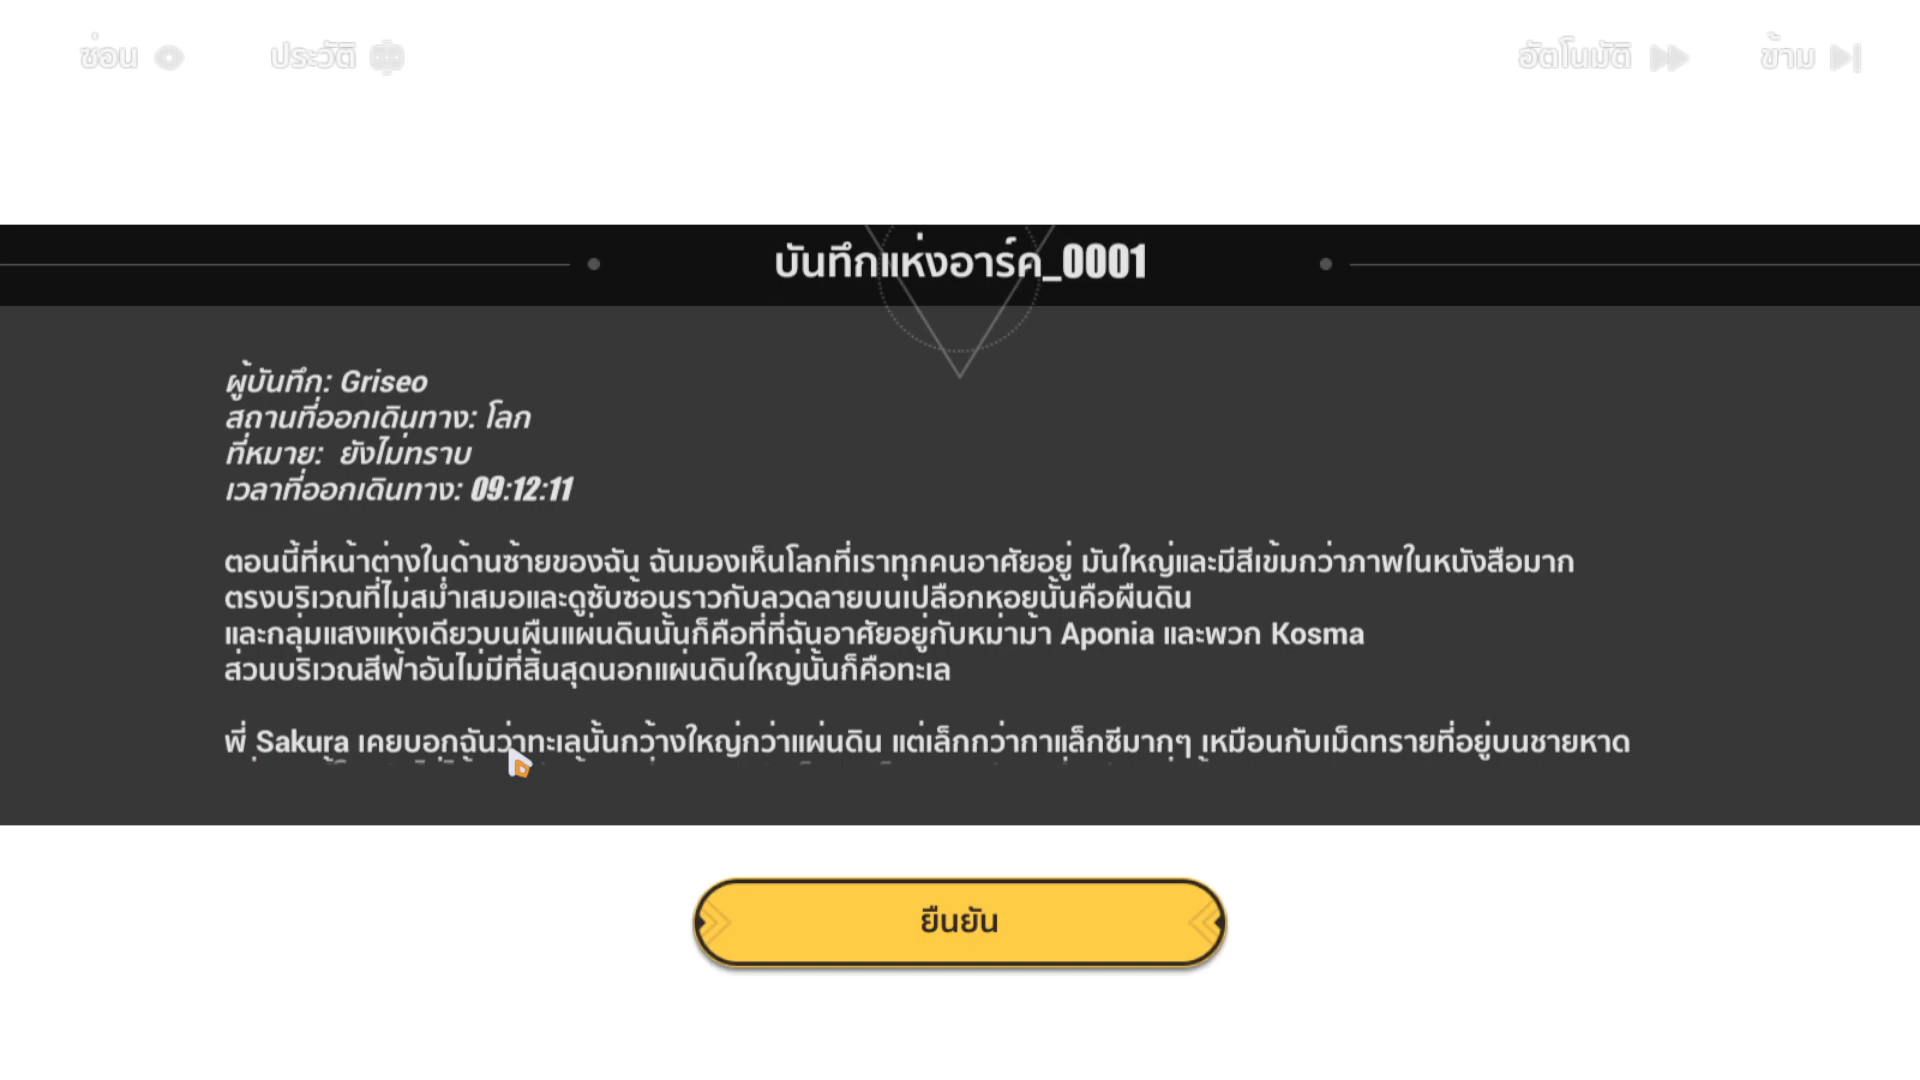 ซ่อน
ประวัติ
อัตโนมัติ
ข้าม
บันทึกแห่งอาร์ค_0001
ผู้บันทึก: Griseo
สถานที่ออกเดินทาง: โลก
ที่หมาย: ยังไม่ทราบ
เวลาที่ออกเดินทาง: 09:12:11
ตอนนี้ที่หน้าต่างในด้านซ้ายของฉัน ฉันมองเห็นโลกที่เราทุกคนอาศัยอยู่ มันใหญ่และมีสีเข้มกว่าภาพในหนังสือมาก
ตรงบริเวณที่ไม่สม่ำเสมอและดูซับซ้อนราวกับลวดลายบนเปลือกหอยนั้นคือผืนดิน
และกลุ่มแสงแห่งเดียวบนผืนแผ่นดินนั้นก็คือที่ที่ฉันอาศัยอยู่กับหม่าม้า Aponia และพวก Kosma
ส่วนบริเวณสีฟ้าอันไม่มีที่สิ้นสุดนอกแผ่นดินใหญ่นั้นก็คือทะเล
พี่ Sakura เคยบอกฉันว่าทะเลนั้นกว้างใหญ่กว่าแผ่นดิน แต่เล็กกว่ากาแล็กซีมากๆ เหมือนกับเม็ดทรายที่อยู่บนชายหาด
ยืนยัน